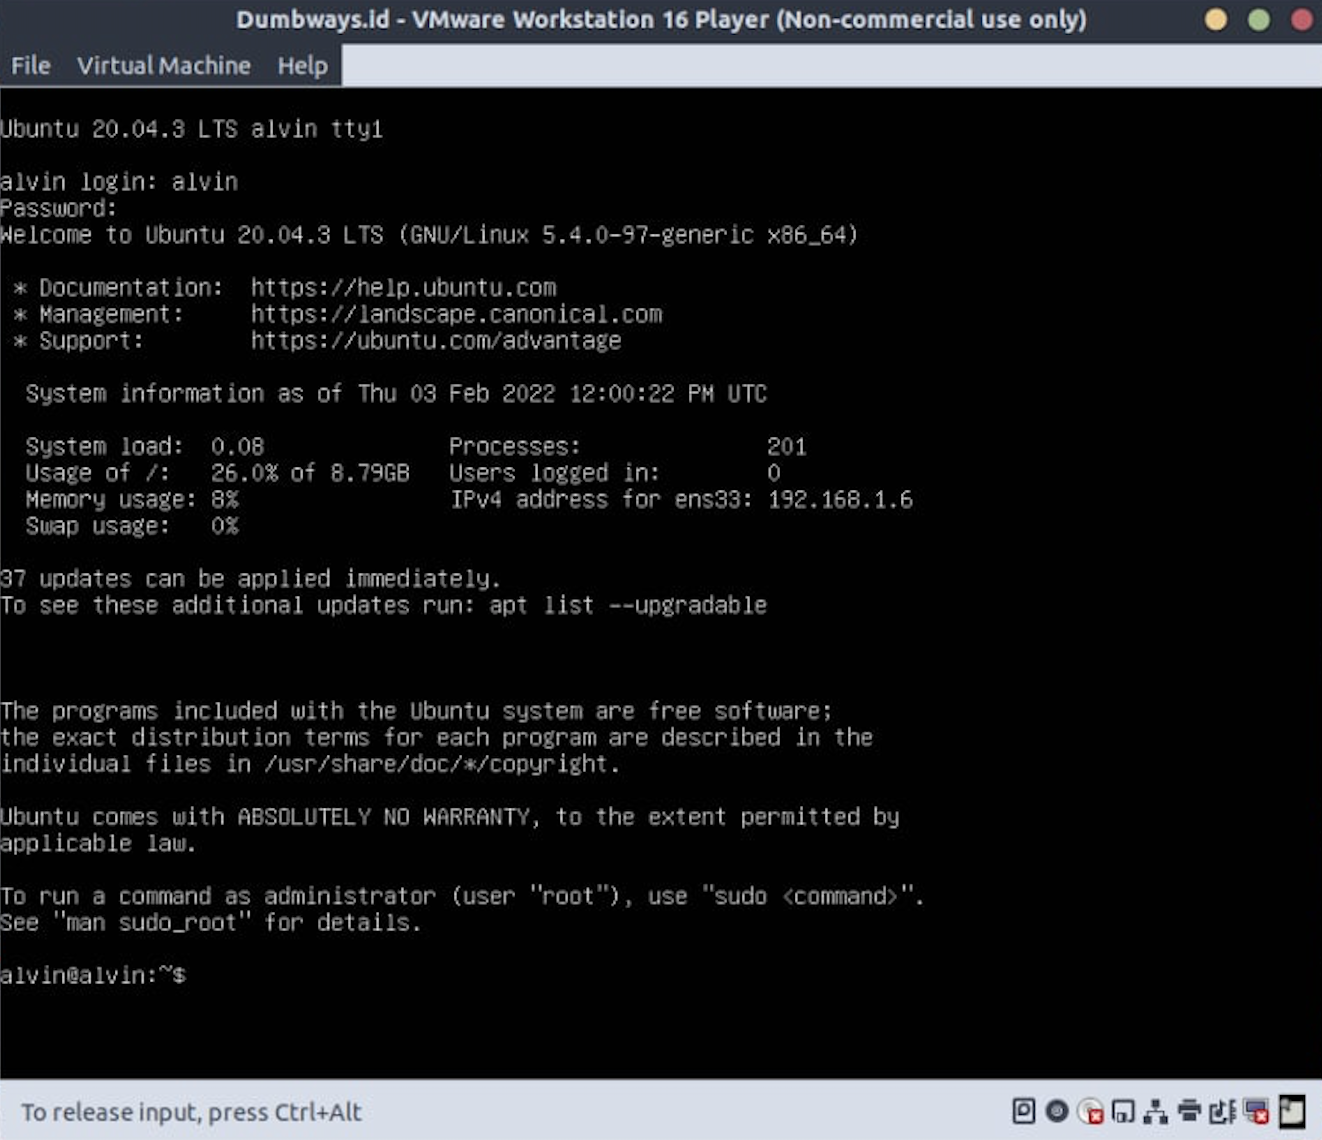 Dumbways.id - VMware Workstation 16 Player (Non-commercial use only)
File Virtual Machine Help
Ubuntu 20.04.3 LTS alvin tty1
alvin login: alvin
Password:
Welcome to Ubuntu 20.04.3 LTS (GNU/Linux 5.4.0-97-generic x86_64)
* Documentation: https://help.ubuntu.com
* Management: https://landscape.canonical.com
* Support: https://ubuntu.com/advantage
System information as of Thu 03 Feb 2022 12:00:22 PM UTC
System load: 0.08 Processes: 201
Usage of /: 26.0% of 8.79GB Users logged in: 0
Memory usage: 8% IPv4 address for ens33: 192.168.1.6
Swap usage: 0%
37 updates can be applied immediately.
To see these additional updates run: apt list --upgradable
The programs included with the Ubuntu system are free software;
the exact distribution terms for each program are described in the
individual files in /usr/share/doc/*/copyright.
Ubuntu comes with ABSOLUTELY NO WARRANTY, to the extent permitted by
applicable law.
To run a command as administrator (user "root"), use "sudo <command>".
See "man sudo_root" for details.
alvin@alvin:~$
To release input, press Ctrl+Alt